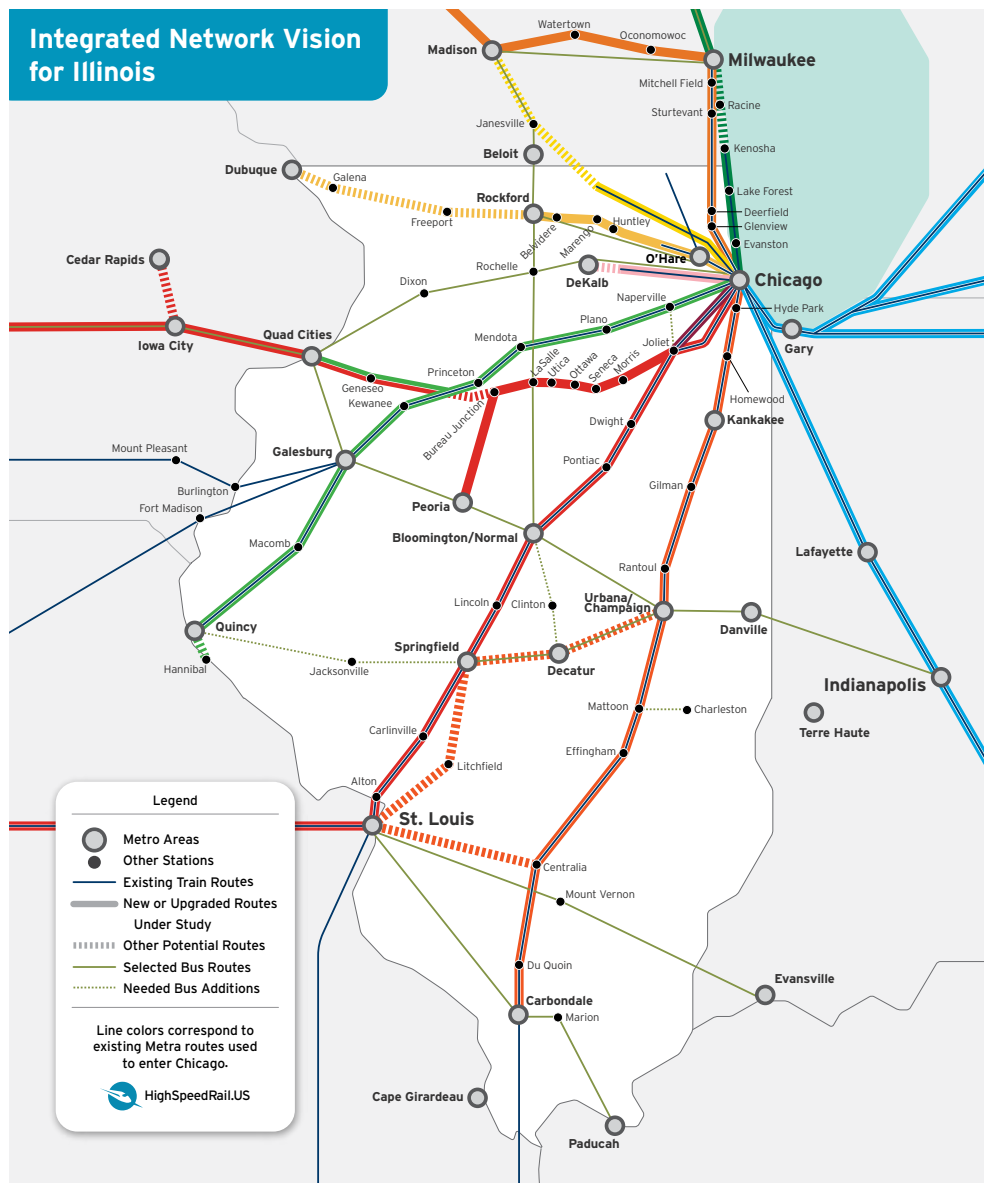 Integrated Network Vision
for Illinois
Watertown
Madison
Oconomowoc
Milwaukee
Mitchell Field
Racine
Sturtevant
Janesville
Beloit
Kenosha
Dubuque
Galena
Lake Forest
Rockford
Freeport
Belvidere
Marengo
Huntley
Deerfield
Glenview
Evanston
Cedar Rapids
O'Hare
Rochelle
DeKalb
Dixon
Chicago
Naperville
Hyde Park
Iowa City
Quad Cities
Plano
Mendota
Joliet
Gary
Princeton
LaSalle
Utica
Ottawa
Seneca
Morris
Geneseo
Kewanee
Bureau Junction
Homewood
Dwight
Kankakee
Mount Pleasant
Galesburg
Pontiac
Burlington
Gilman
Fort Madison
Peoria
Bloomington/Normal
Macomb
Lafayette
Rantoul
Lincoln
Clinton
Urbana/
Champaign
Quincy
Danville
Springfield
Hannibal
Jacksonville
Decatur
Indianapolis
Mattoon
Charleston
Terre Haute
Carlinville
Effingham
Litchfield
Alton
St. Louis
Centralia
Mount Vernon
Du Quoin
Evansville
Carbondale
Marion
Cape Girardeau
Paducah
Legend
Metro Areas
Other Stations
Existing Train Routes
New or Upgraded Routes
Under Study
Other Potential Routes
Selected Bus Routes
Needed Bus Additions
Line colors correspond to
existing Metra routes used
to enter Chicago.
HighSpeedRail.US